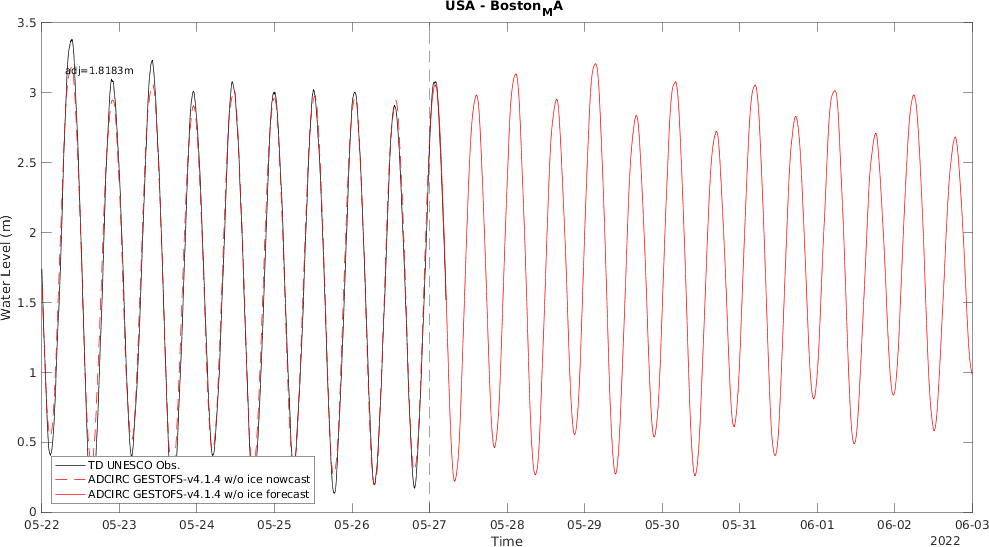 USA - Boston_MA
3.5
3
2.5
2
1.5
1
0.5
0
Water Level (m)
adj=1.8183m
TD UNESCO Obs.
ADCIRC GESTOFS-v4.1.4 w/o ice nowcast
ADCIRC GESTOFS-v4.1.4 w/o ice forecast
05-22 05-23 05-24 05-25 05-26 05-27 05-28 05-29 05-30 05-31 06-01 06-02 06-03
Time
2022